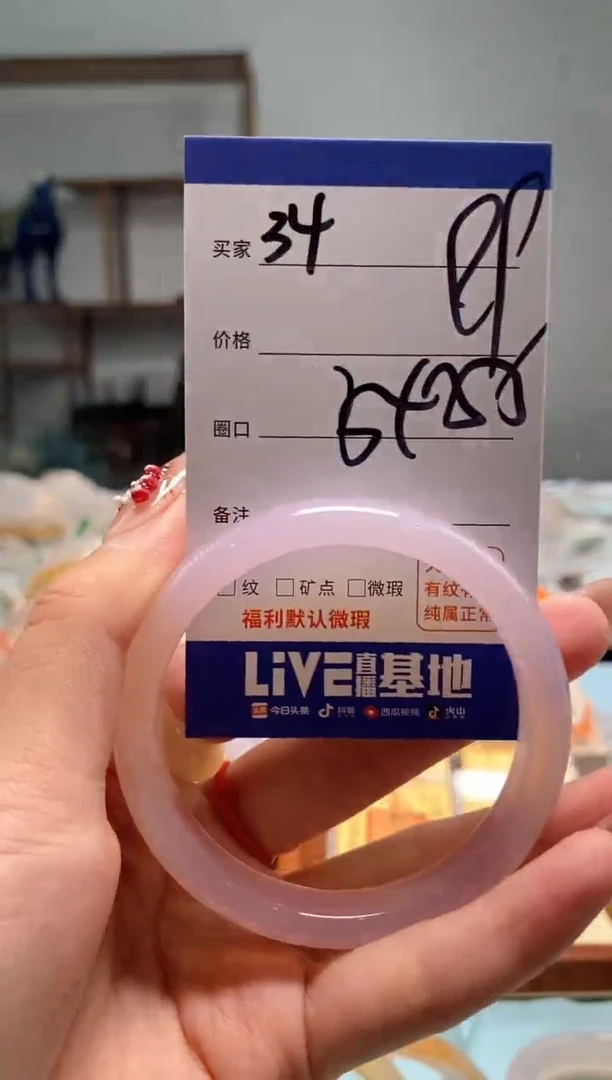 买家 34
价格
圈口
备注
纹 □矿点 □微瑕
有纹
纯属正常
福利默认微瑕
LiVE直播基地
今日头条 抖音 西瓜视频 火山